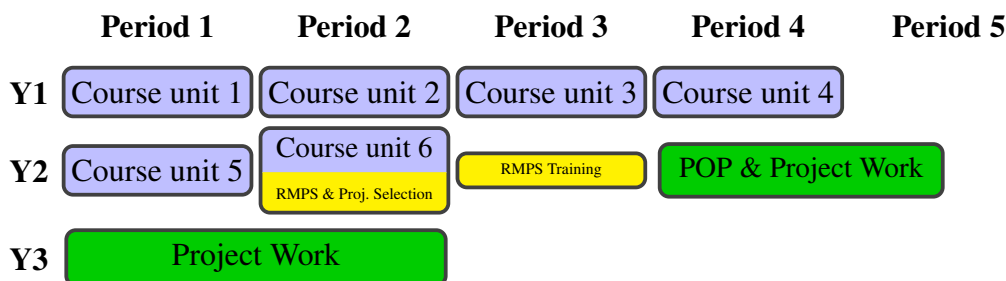 Period 1 Period 2 Period 3 Period 4 Period 5
Y1 Course unit 1 Course unit 2 Course unit 3 Course unit 4
Y2 Course unit 5 Course unit 6 RMPS Training POP & Project Work
RMPS & Proj. Selection
Y3 Project Work